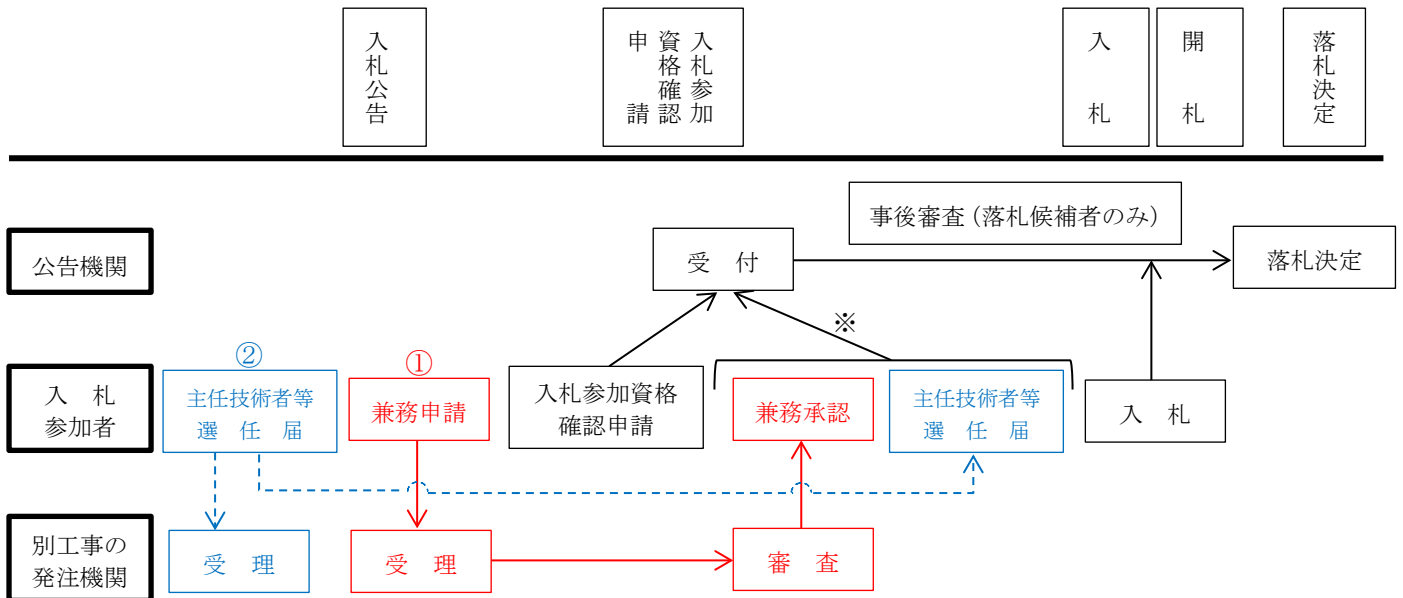 入札公告
入札参加
資格確認
申請
入札
開札
落札決定
事後審査（落札候補者のみ）
公告機関
受　付
落札決定
※
②
①
入　札
参加者
主任技術者等
選　任　届
兼務申請
入札参加資格
確認申請
兼務承認
主任技術者等
選　任　届
入　札
別工事の
発注機関
受　理
受　理
審　査